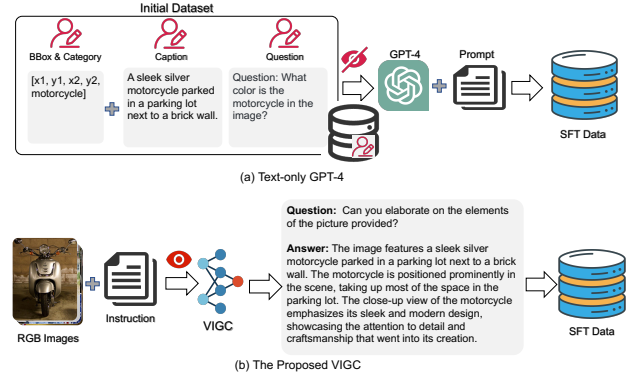 Initial Dataset
BBox & Category
Caption
Question
[x1, y1, x2, y2,
motorcycle]
A sleek silver
motorcycle parked
in a parking lot
next to a brick wall.
Question: What
color is the
motorcycle in the
image?
GPT-4
Prompt
SFT Data
(a) Text-only GPT-4
RGB Images
Instruction
VIGC
Question: Can you elaborate on the elements
of the picture provided?
Answer: The image features a sleek silver
motorcycle parked in a parking lot next to a brick
wall. The motorcycle is positioned prominently in
the scene, taking up most of the space in the
parking lot. The close-up view of the motorcycle
emphasizes its sleek and modern design,
showcasing the attention to detail and
craftsmanship that went into its creation.
SFT Data
(b) The Proposed VIGC